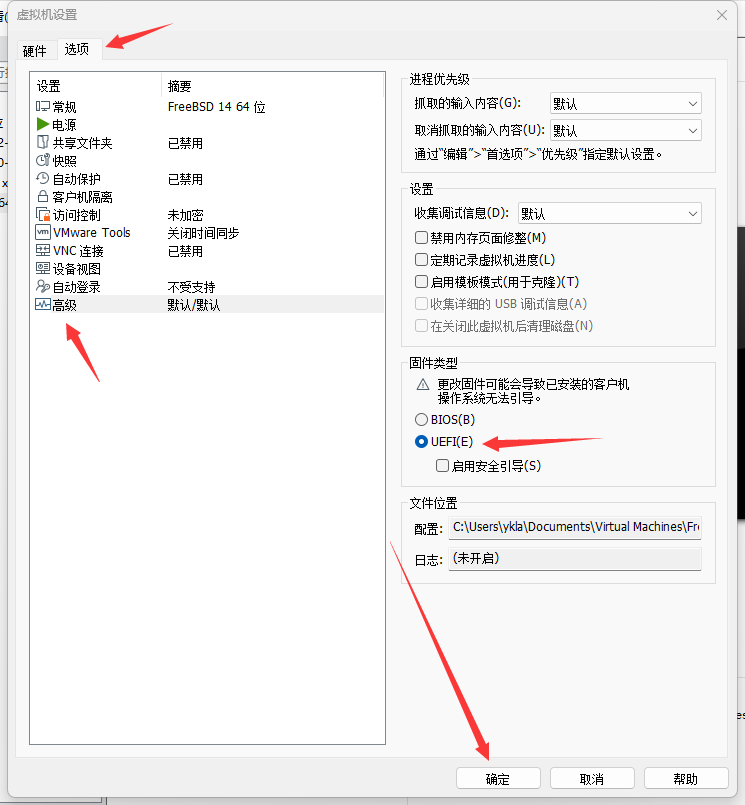 虚拟机设置
硬件 选项
设置 摘要
常规 FreeBSD 14 64 位
电源
共享文件夹 已禁用
快照
自动保护 已禁用
客户机隔离
访问控制 未加密
VMware Tools 关闭时间同步
VNC 连接 已禁用
设备视图
自动登录 不受支持
高级 默认/默认
进程优先级
抓取的输入内容(G): 默认
取消抓取的输入内容(U): 默认
通过“编辑”>“首选项”>“优先级”指定默认设置。
设置
收集调试信息(D): 默认
禁用内存页面修整(M)
定期记录虚拟机进度(L)
启用模板模式(用于克隆)(T)
收集详细的 USB 调试信息(A)
在关闭此虚拟机后清理磁盘(N)
固件类型
更改固件可能会导致已安装的客户机
操作系统无法引导。
BIOS(B)
UEFI(E)
启用安全引导(S)
文件位置
配置: C:\Users\ykla\Documents\Virtual Machines\Fre
日志: (未开启)
确定 取消 帮助